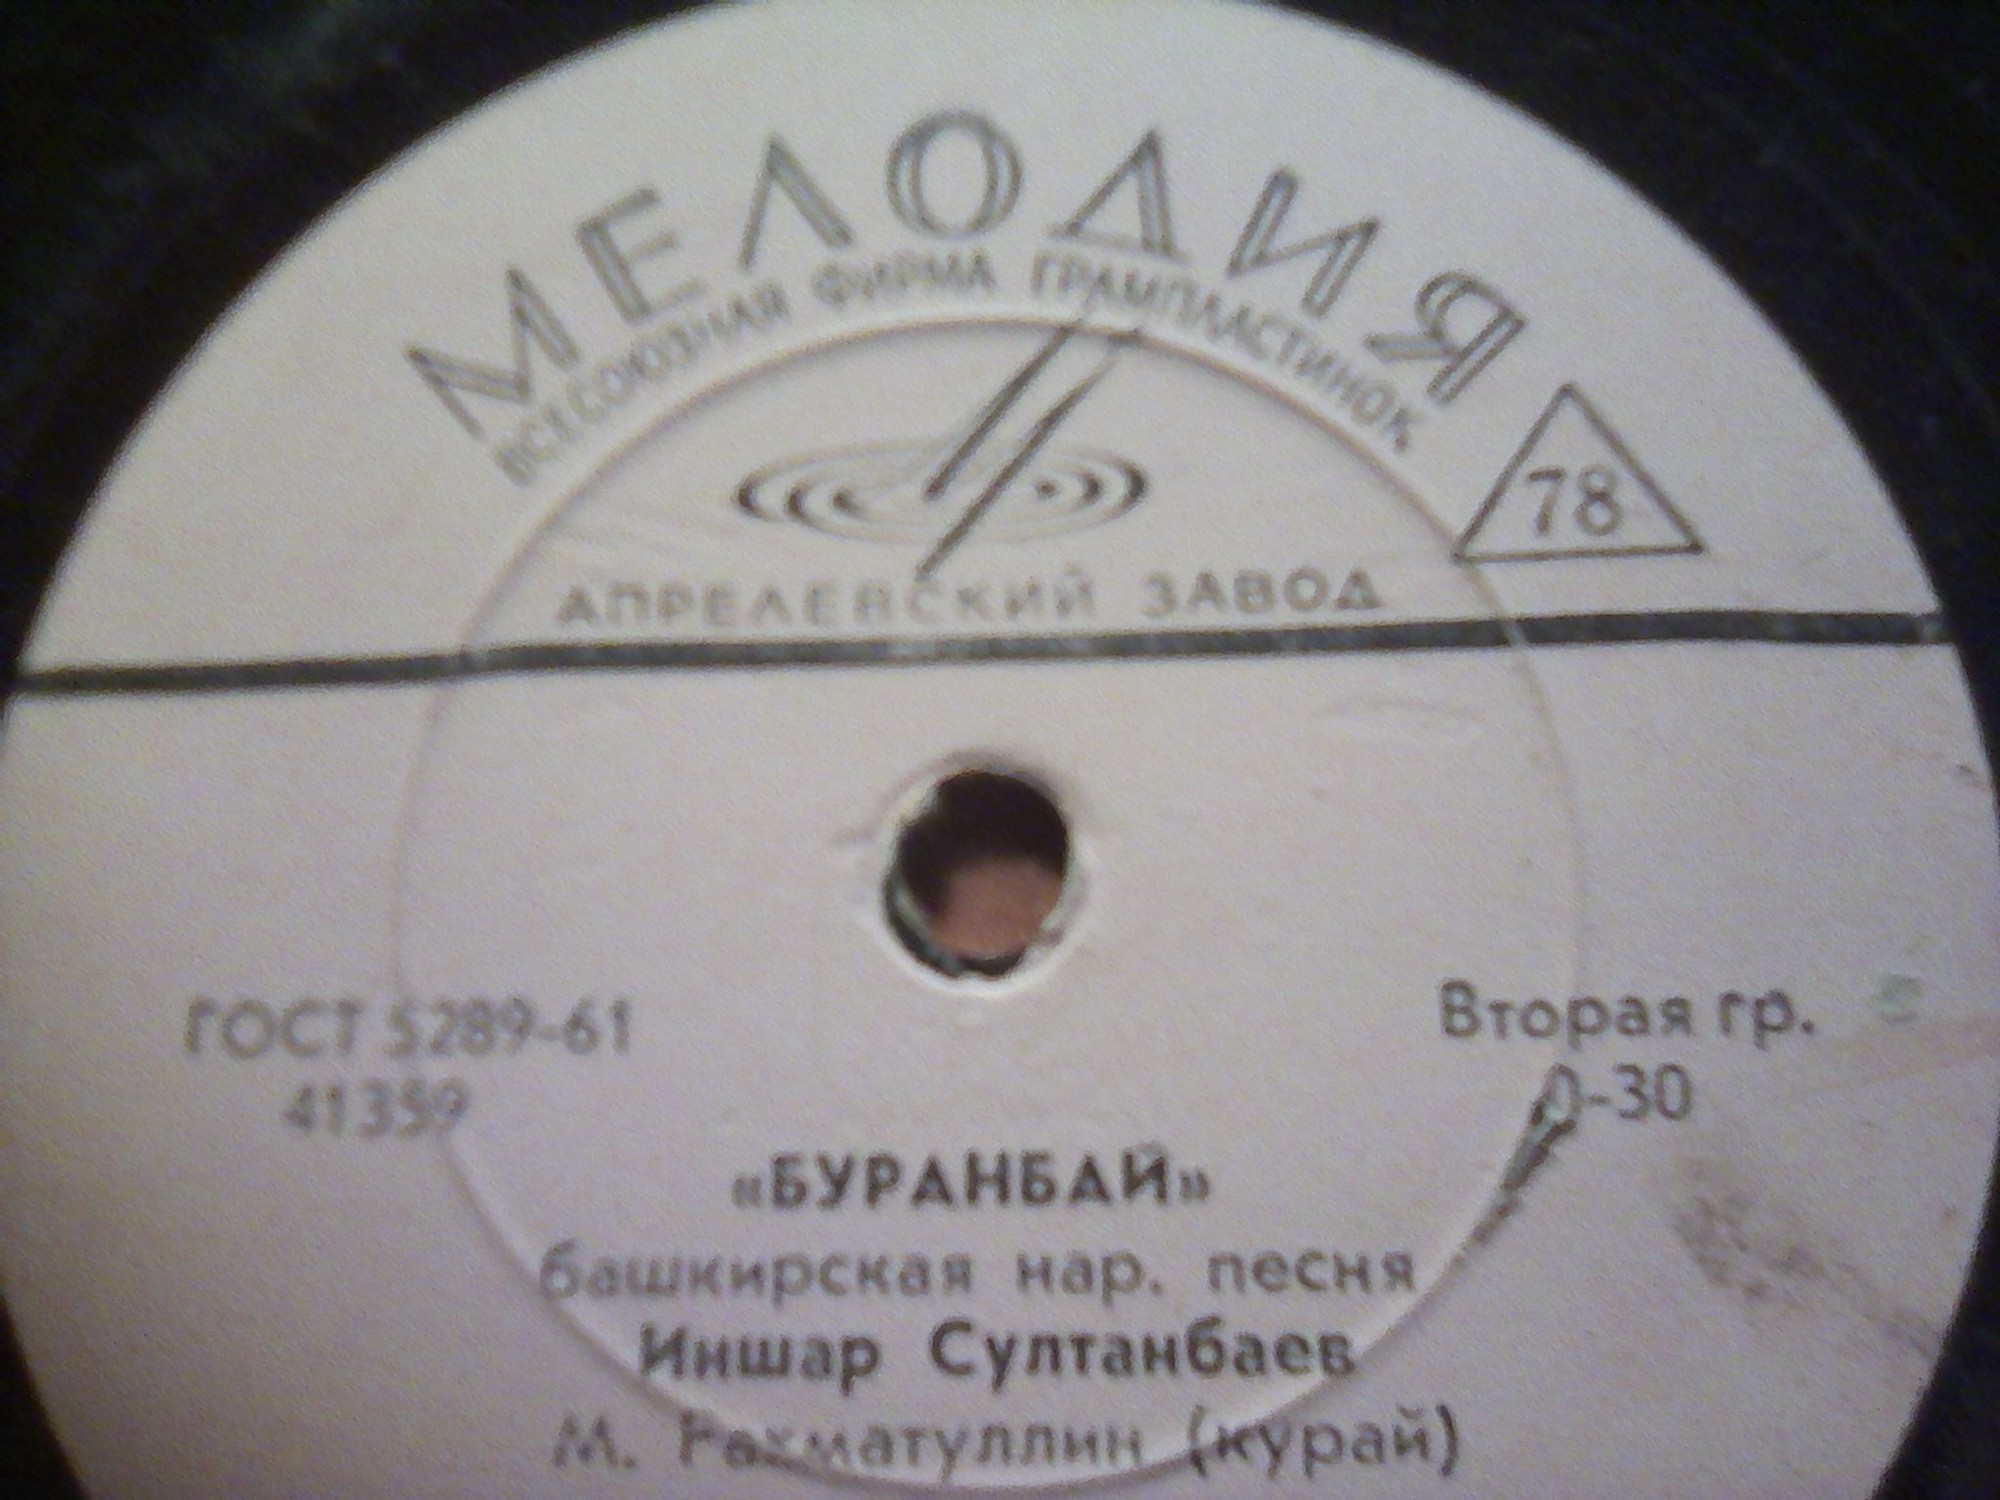 МЕЛОДИЯ
ВСЕСОЮЗНАЯ ФИРМА ГРАМПЛАСТИНОК
78
АПРЕЛЕВСКИЙ ЗАВОД
ГОСТ 5289-61
Вторая гр.
41359
0-30
«БУРАНБАЙ»
башкирская нар. песня
Иншар Султанбаев
М. Рахматуллин (курай)